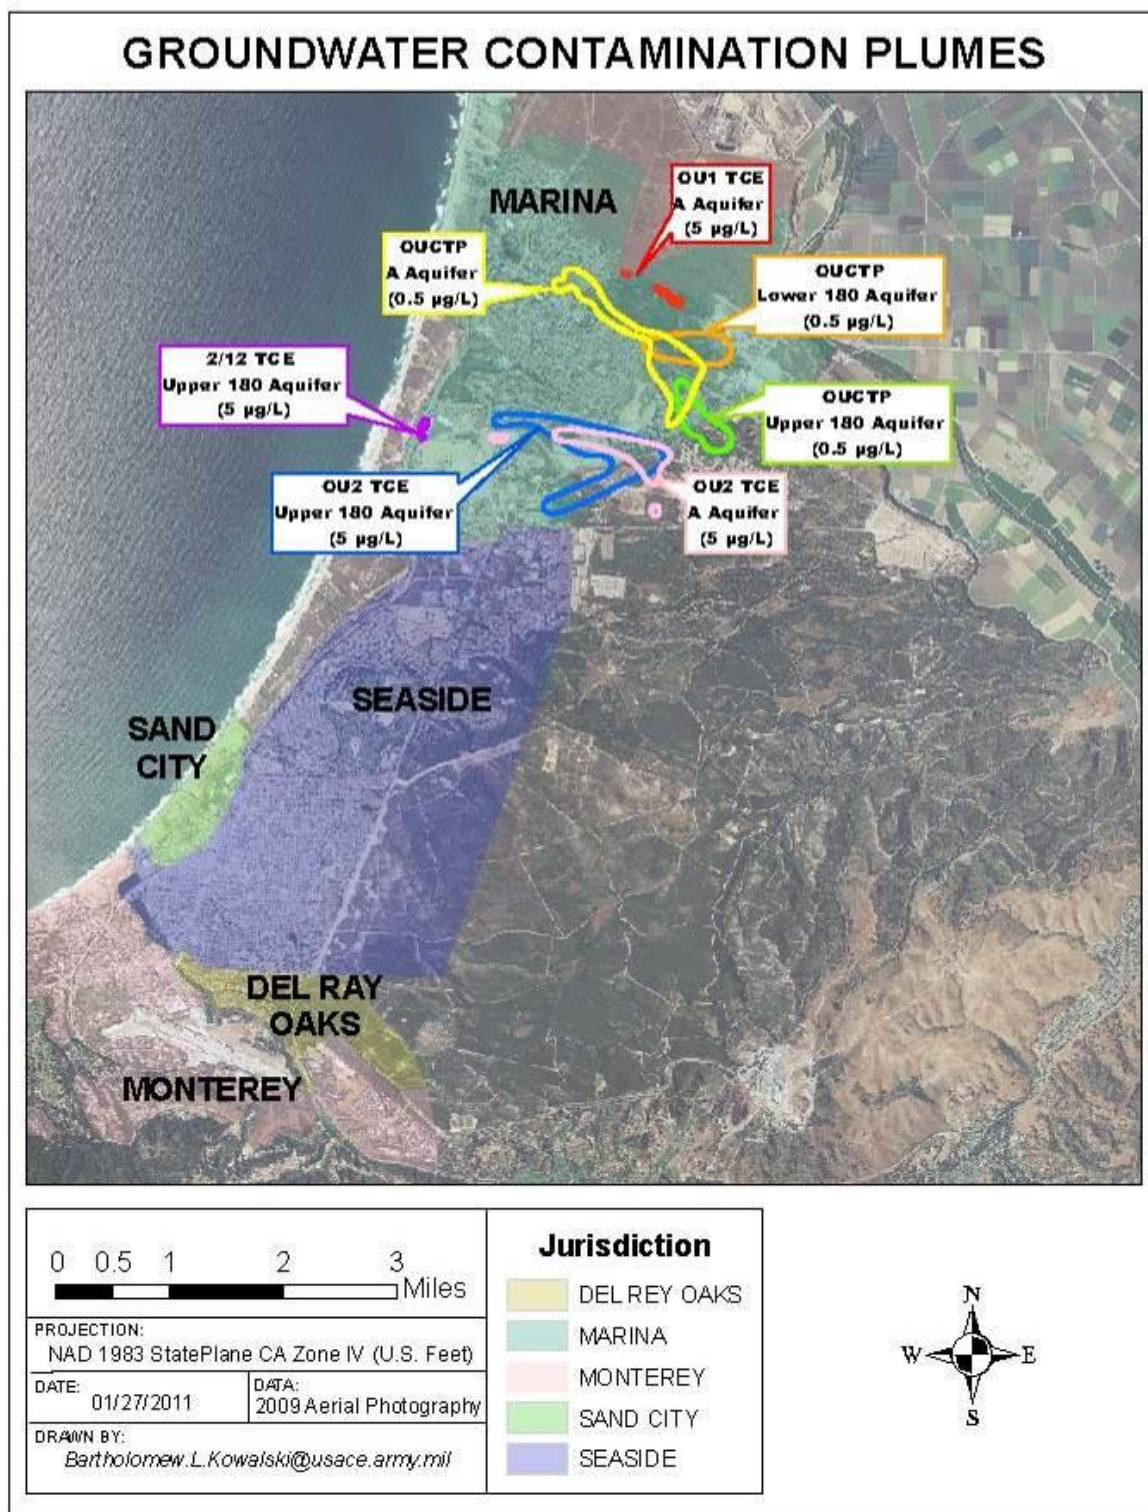 GROUNDWATER CONTAMINATION PLUMES
MARINA
OU1 TCE
A Aquifer
(5 µg/L)
OUCTP
A Aquifer
(0.5 µg/L)
OUCTP
Lower 180 Aquifer
(0.5 µg/L)
2/12 TCE
Upper 180 Aquifer
(5 µg/L)
OUCTP
Upper 180 Aquifer
(0.5 µg/L)
OU2 TCE
Upper 180 Aquifer
(5 µg/L)
OU2 TCE
A Aquifer
(5 µg/L)
SEASIDE
SAND
CITY
DEL RAY
OAKS
MONTEREY
0 0.5 1 2 3
Miles
PROJECTION:
NAD 1983 StatePlane CA Zone IV (U.S. Feet)
DATE:
01/27/2011
DATA:
2009 Aerial Photography
DRAWN BY:
Bartholomew.L.Kowalski@usace.army.mil
Jurisdiction
DEL REY OAKS
MARINA
MONTEREY
SAND CITY
SEASIDE
N
W E
S